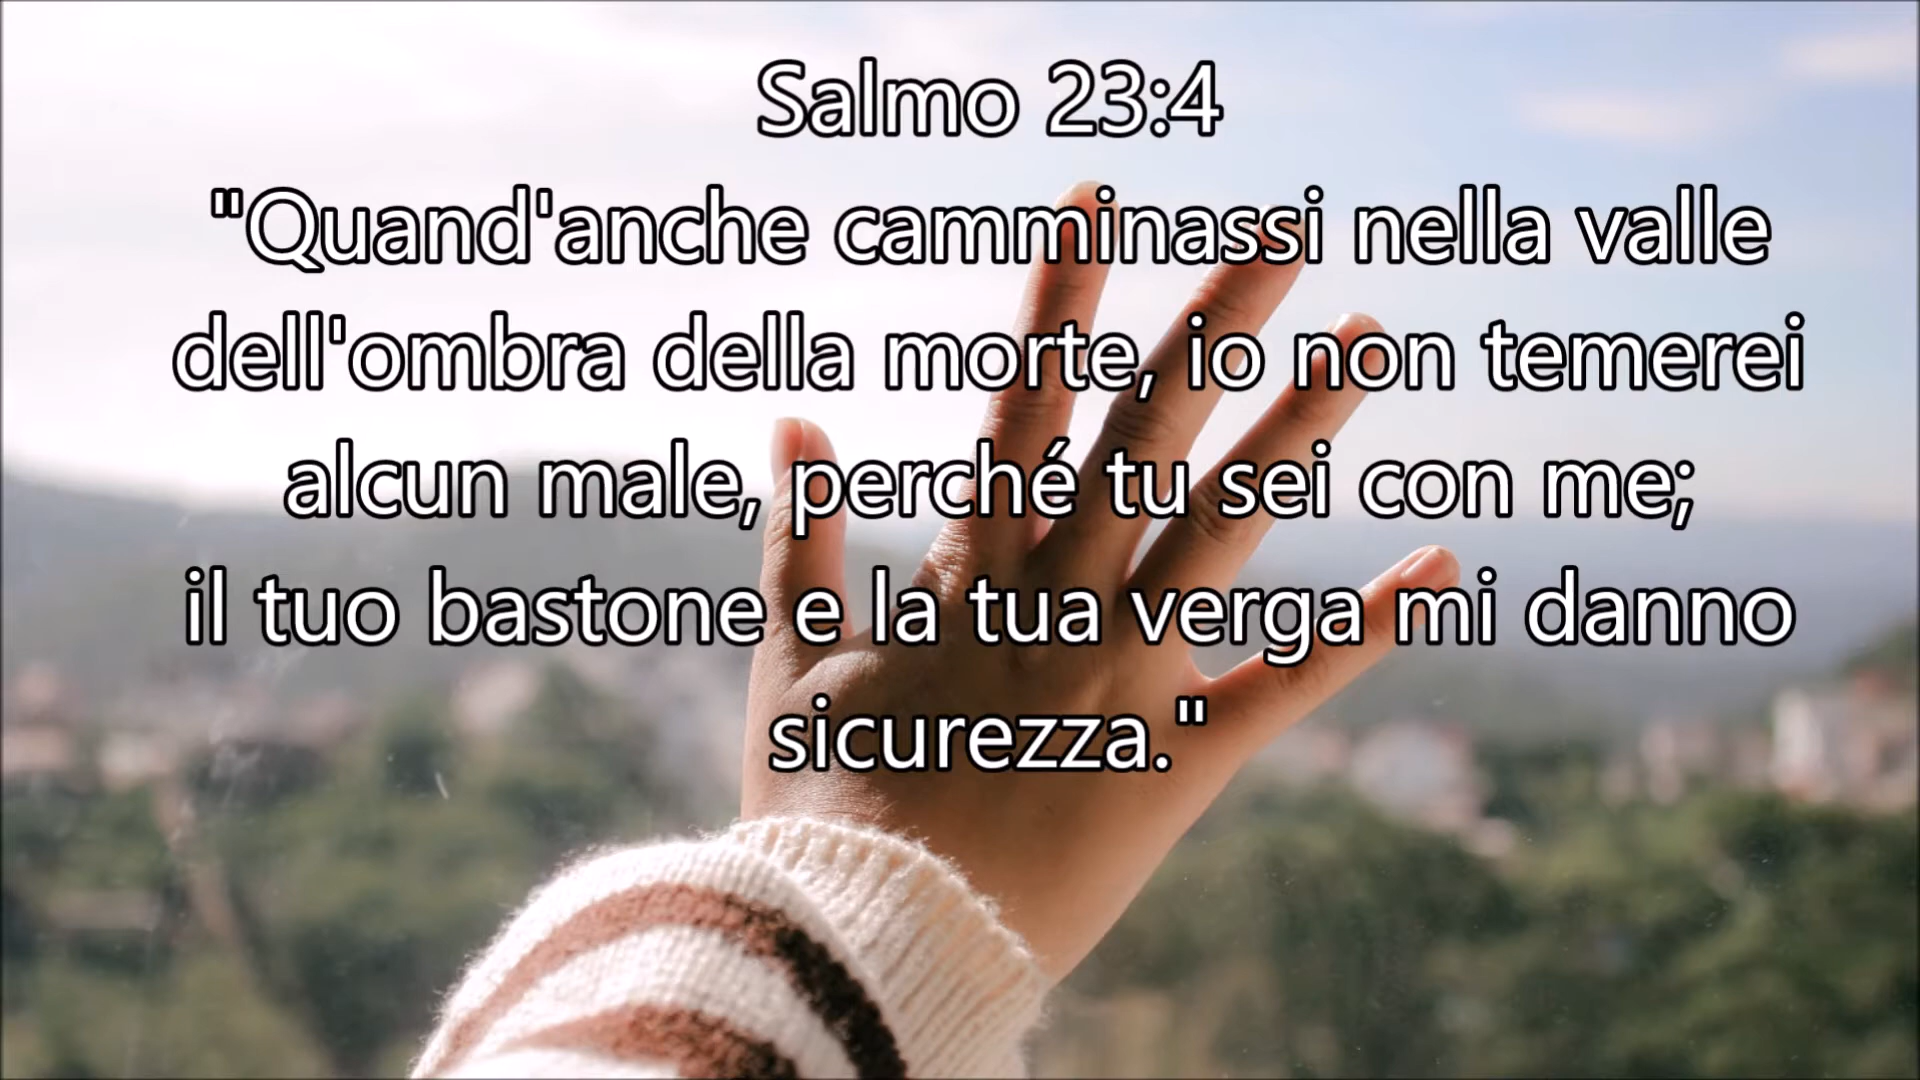 Salmo 23:4
"Quand'anche camminassi nella valle
dell'ombra della morte, io non temerei
alcun male, perché tu sei con me;
il tuo bastone e la tua verga mi danno
sicurezza."